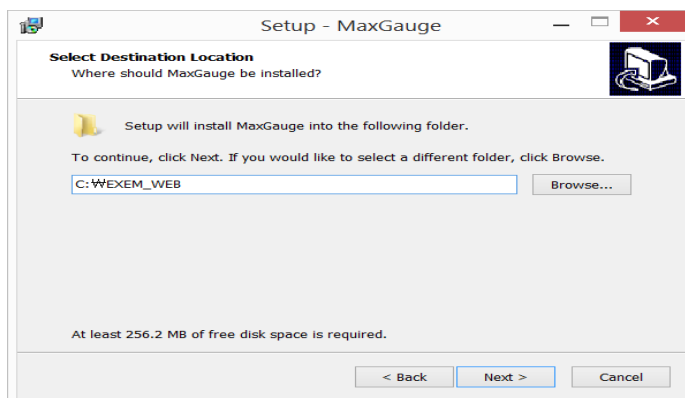 Setup - MaxGauge
Select Destination Location
Where should MaxGauge be installed?
Setup will install MaxGauge into the following folder.
To continue, click Next. If you would like to select a different folder, click Browse.
C:₩EXEM_WEB
Browse...
At least 256.2 MB of free disk space is required.
< Back
Next >
Cancel